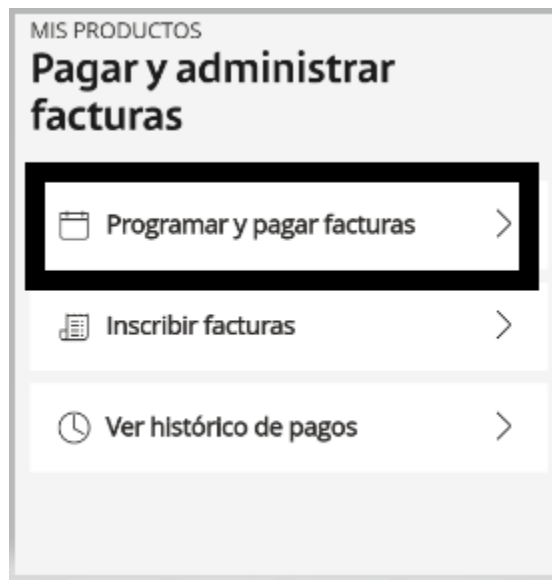 MIS PRODUCTOS
Pagar y administrar
facturas
Programar y pagar facturas
Inscribir facturas
Ver histórico de pagos